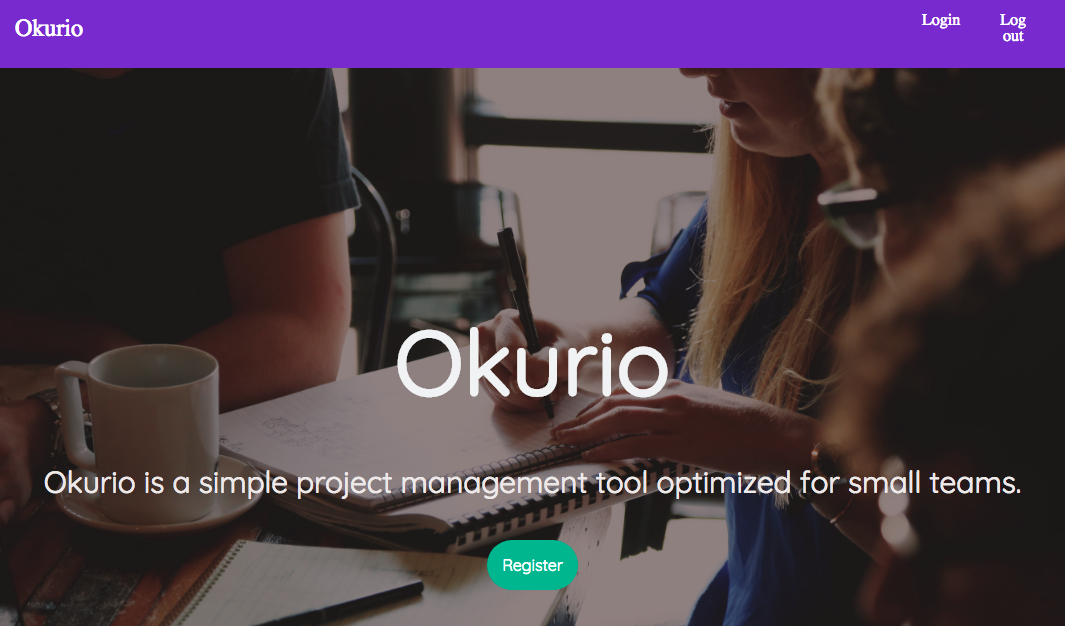 Okurio
Login
Log
out
Okurio
Okurio is a simple project management tool optimized for small teams.
Register